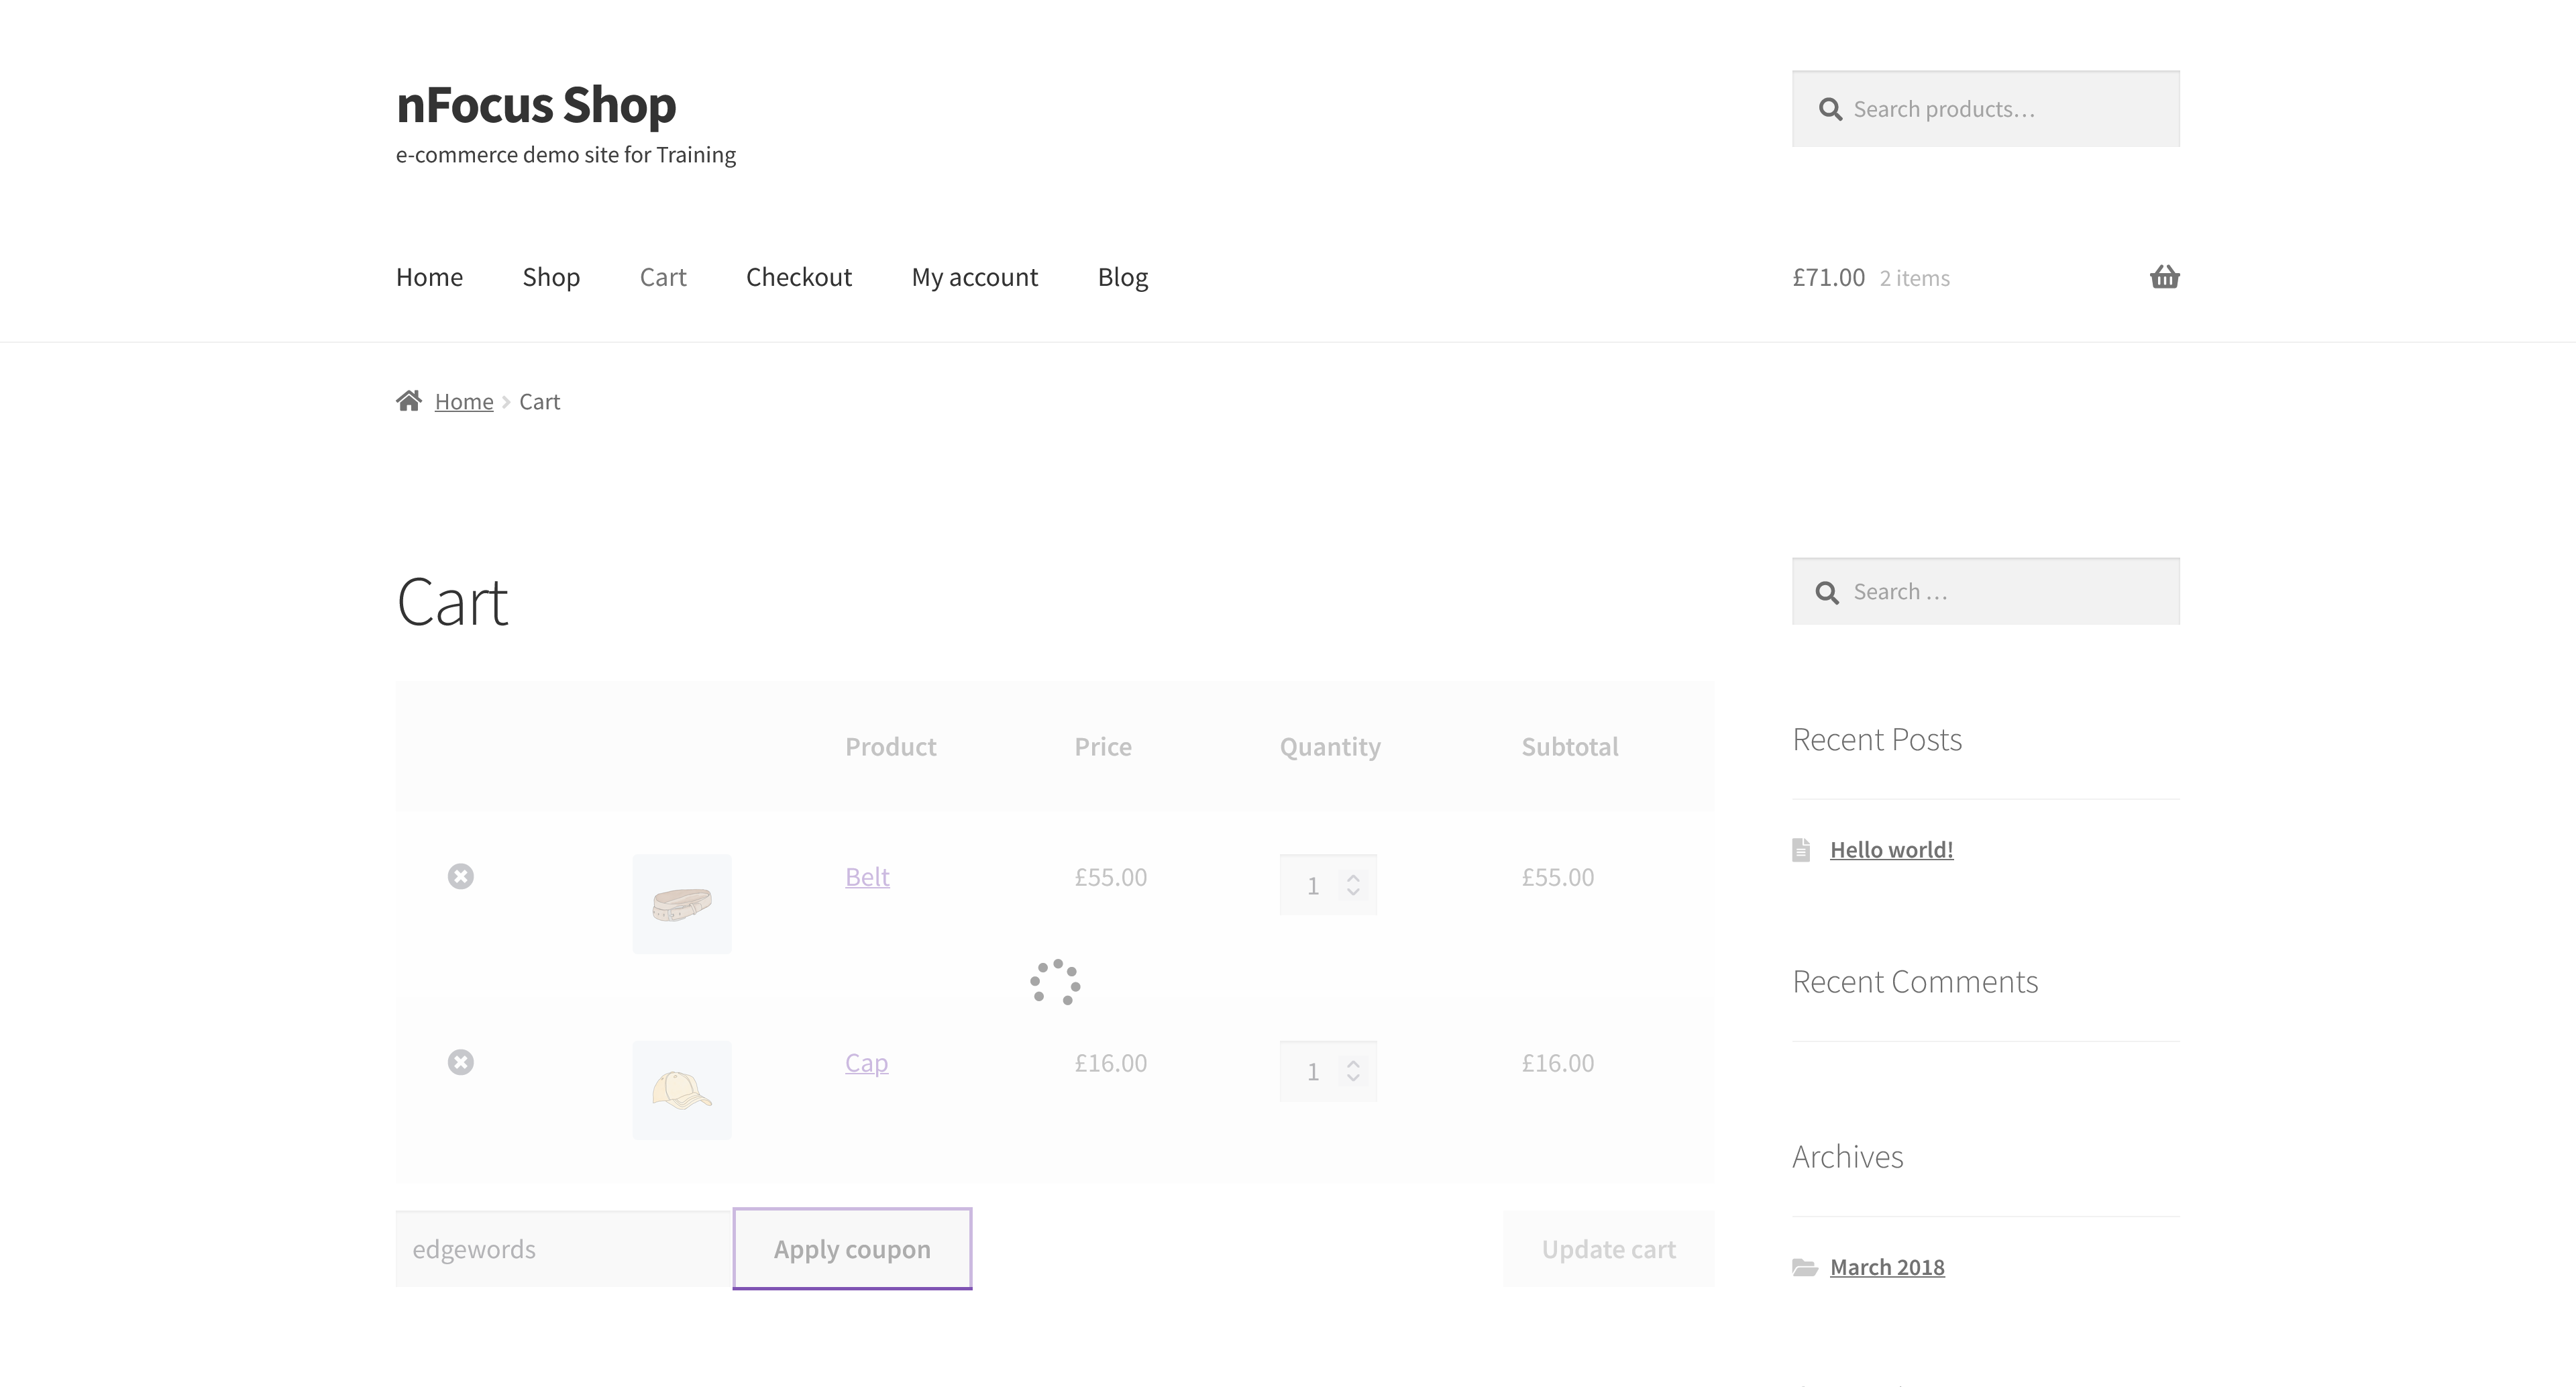 nFocus Shop
e-commerce demo site for Training
Search products…
Home Shop Cart Checkout My account Blog
£71.00 2 items
Home Cart
Cart
Search …
Product Price Quantity Subtotal
Belt £55.00 1 £55.00
Cap £16.00 1 £16.00
edgewords Apply coupon Update cart
Recent Posts
Hello world!
Recent Comments
Archives
March 2018